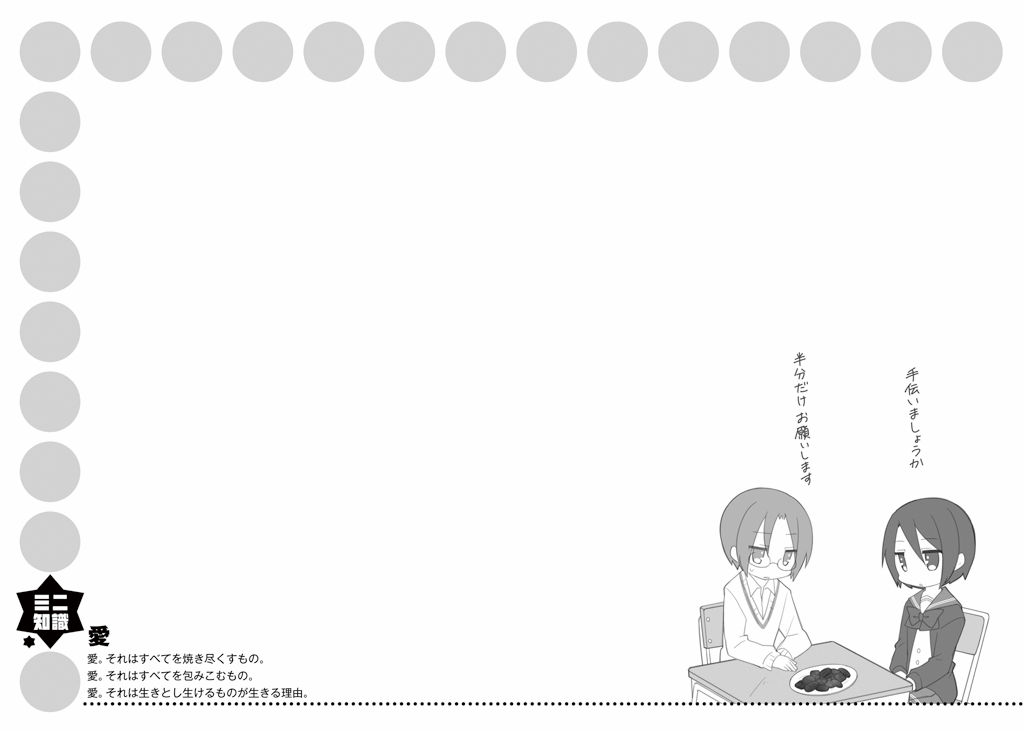 手伝いましょうか
半分だけ お願いします
ミニ
知識
愛
愛。それはすべてを焼き尽くすもの。
愛。それはすべてを包みこむもの。
愛。それは生きとし生けるものが生きる理由。